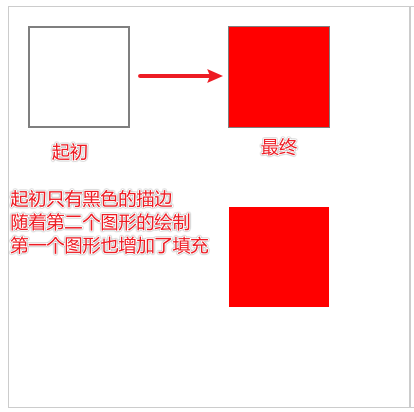 起初
最终
起初只有黑色的描边
随着第二个图形的绘制
第一个图形也增加了填充